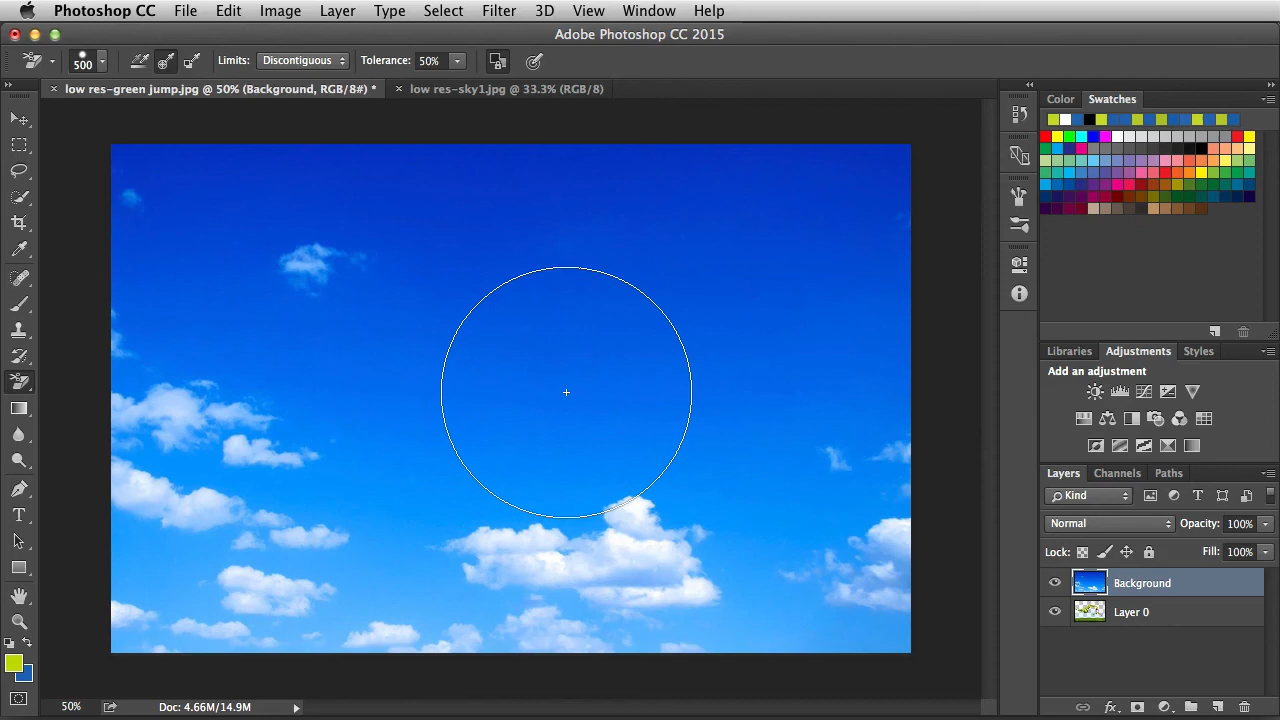 Photoshop CC File Edit Image Layer Type Select Filter 3D View Window Help
Adobe Photoshop CC 2015
500 Limits: Discontiguous Tolerance: 50%
low res-green jump.jpg @ 50% (Background, RGB/8#) * low res-sky1.jpg @ 33.3% (RGB/8)
Color Swatches
Libraries Adjustments Styles
Add an adjustment
Layers Channels Paths
Kind
Normal Opacity: 100%
Lock: Fill: 100%
Background
Layer 0
50% Doc: 4.66M/14.9M